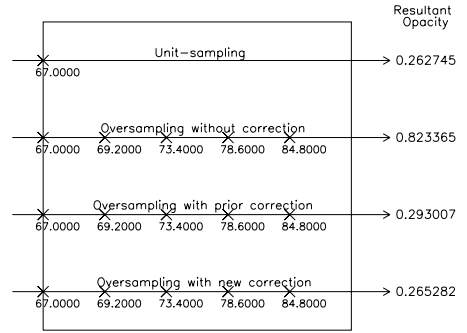 Resultant
Opacity
Unit-sampling
0.262745
67.0000
Oversampling without correction
0.823365
67.0000 69.2000 73.4000 78.6000 84.8000
Oversampling with prior correction
0.293007
67.0000 69.2000 73.4000 78.6000 84.8000
Oversampling with new correction
0.265282
67.0000 69.2000 73.4000 78.6000 84.8000